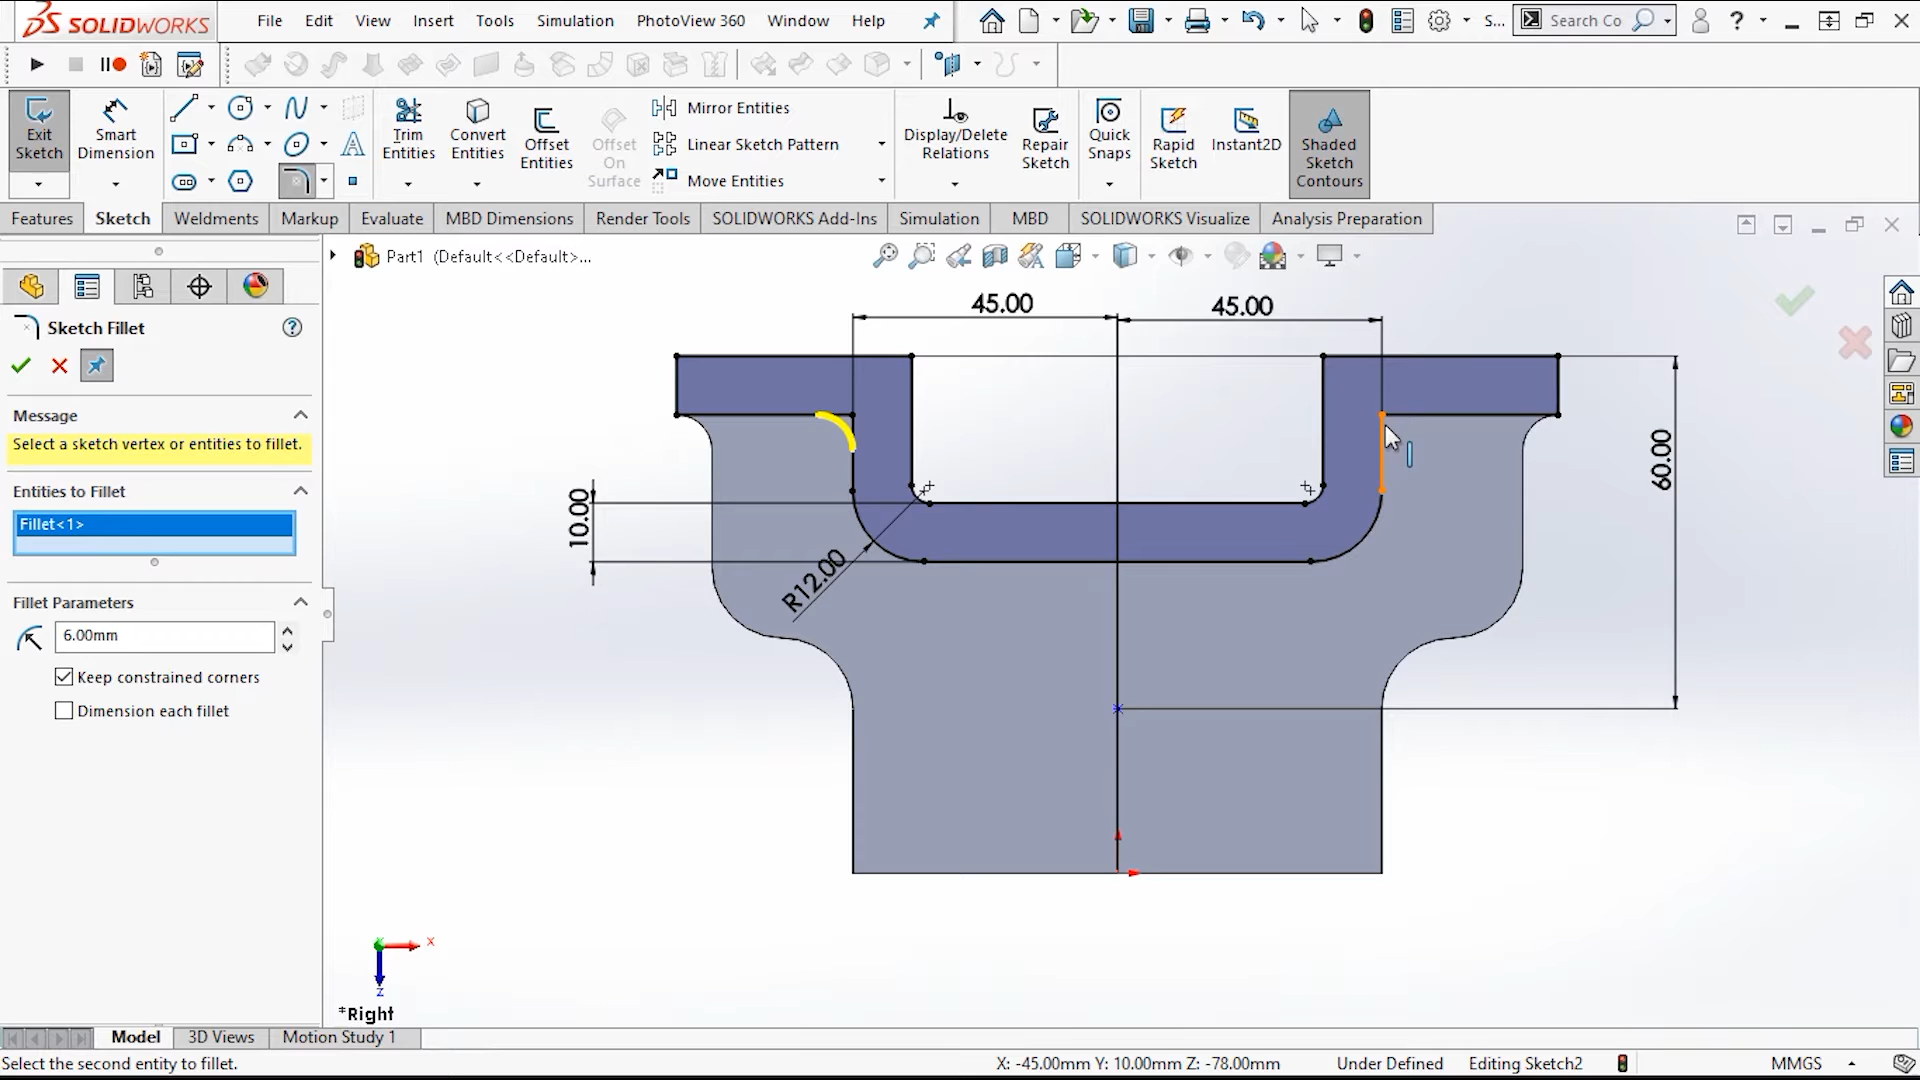 SOLIDWORKS File Edit View Insert Tools Simulation PhotoView 360 Window Help S... Search Co ?
Exit Sketch
Smart Dimension
Trim Entities
Convert Entities
Offset Entities
Offset On Surface
Mirror Entities
Linear Sketch Pattern
Move Entities
Display/Delete Relations
Repair Sketch
Quick Snaps
Rapid Sketch
Instant2D
Shaded Sketch Contours
Features Sketch Weldments Markup Evaluate MBD Dimensions Render Tools SOLIDWORKS Add-Ins Simulation MBD SOLIDWORKS Visualize Analysis Preparation
Part1 (Default<<Default>...
Sketch Fillet
Message
Select a sketch vertex or entities to fillet.
Entities to Fillet
Fillet<1>
Fillet Parameters
6.00mm
Keep constrained corners
Dimension each fillet
45.00
45.00
60.00
10.00
R12.00
x
z
*Right
Model 3D Views Motion Study 1
Select the second entity to fillet. X: -45.00mm Y: 10.00mm Z: -78.00mm Under Defined Editing Sketch2 MMGS